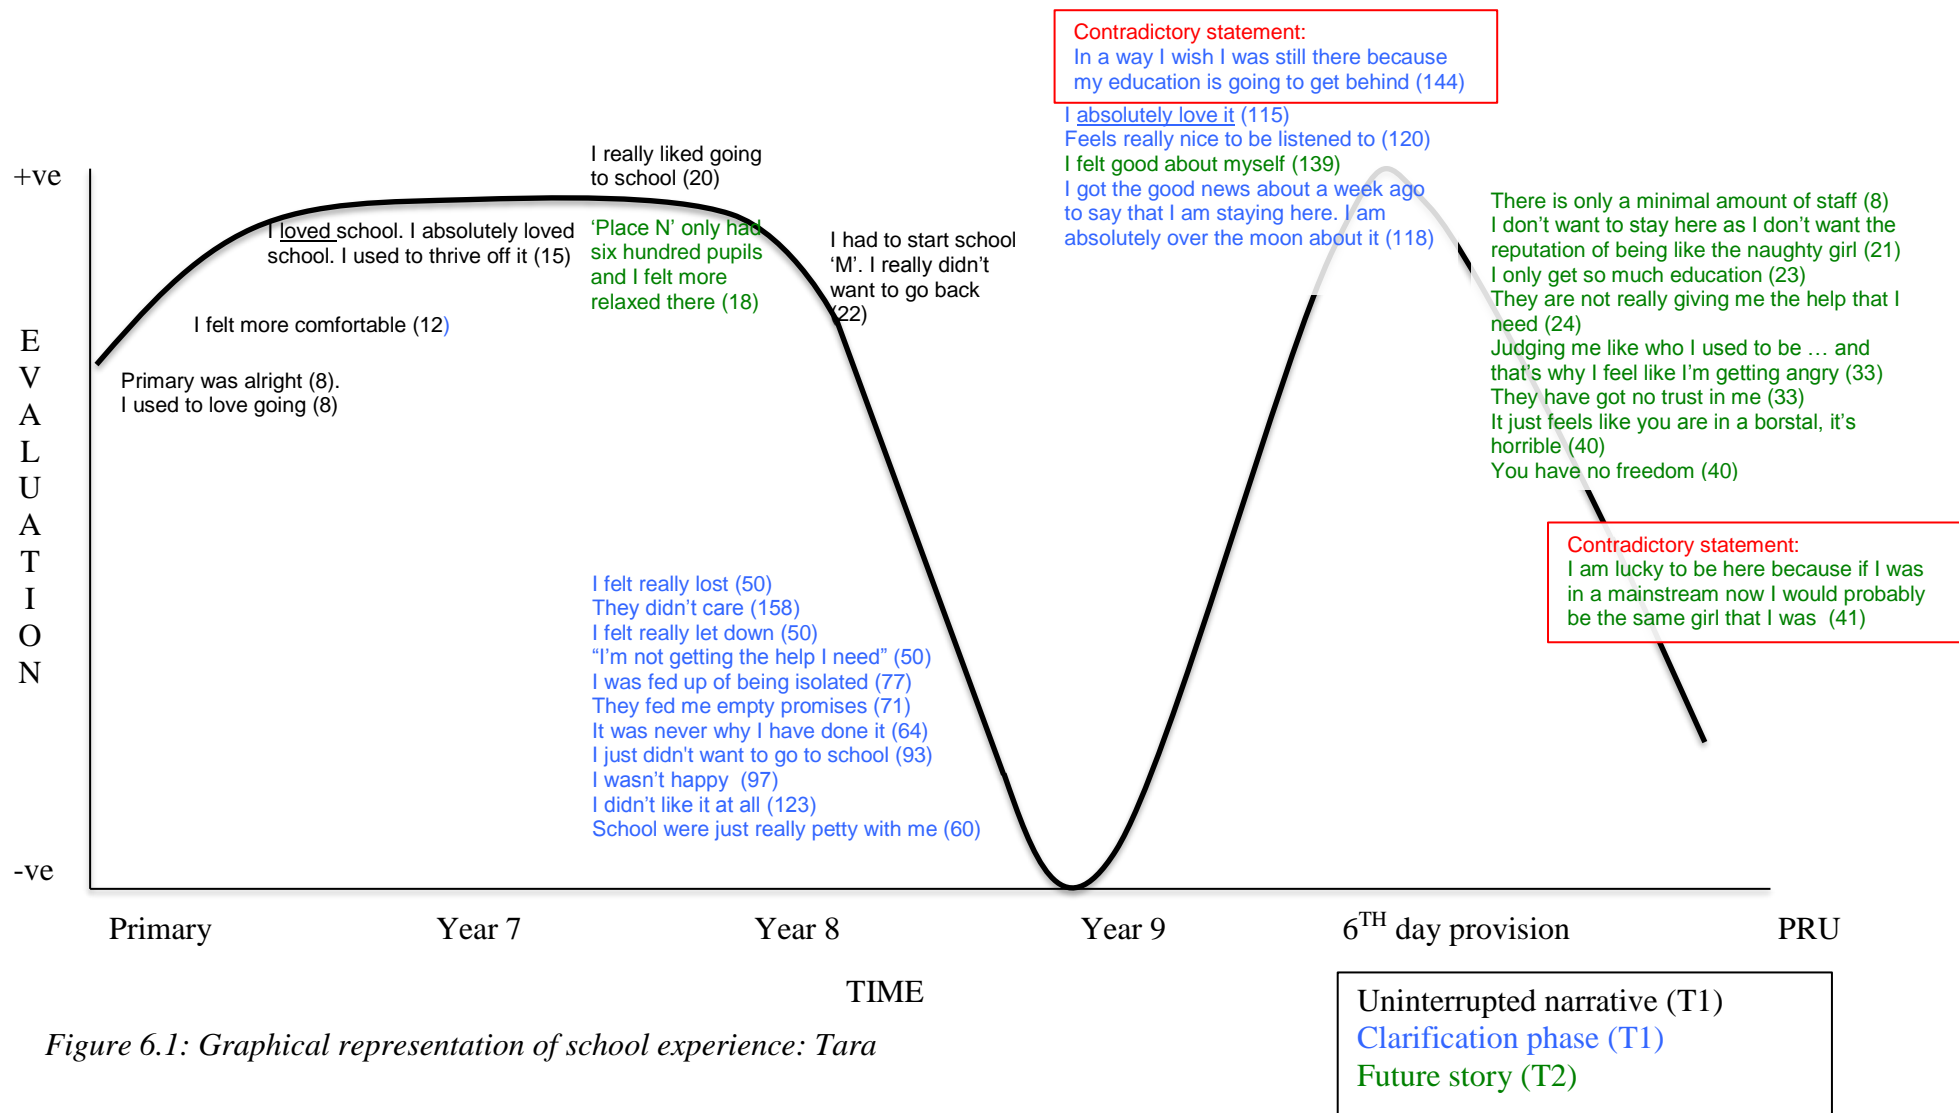 Contradictory statement:
In a way I wish I was still there because
my education is going to get behind (144)
I absolutely love it (115)
Feels really nice to be listened to (120)
I felt good about myself (139)
I got the good news about a week ago
to say that I am staying here. I am
absolutely over the moon about it (118)
I really liked going
to school (20)
+ve
I loved school. I absolutely loved
school. I used to thrive off it (15)
‘Place N’ only had
six hundred pupils
and I felt more
relaxed there (18)
I had to start school
‘M’. I really didn’t
want to go back
(22)
There is only a minimal amount of staff (8)
I don’t want to stay here as I don’t want the
reputation of being like the naughty girl (21)
I only get so much education (23)
They are not really giving me the help that I
need (24)
Judging me like who I used to be … and
that’s why I feel like I’m getting angry (33)
They have got no trust in me (33)
It just feels like you are in a borstal, it’s
horrible (40)
You have no freedom (40)
I felt more comfortable (12)
Primary was alright (8).
I used to love going (8)
E
V
A
L
U
A
T
I
O
N
Contradictory statement:
I am lucky to be here because if I was
in a mainstream now I would probably
be the same girl that I was  (41)
I felt really lost (50)
They didn’t care (158)
I felt really let down (50)
“I’m not getting the help I need” (50)
I was fed up of being isolated (77)
They fed me empty promises (71)
It was never why I have done it (64)
I just didn't want to go to school (93)
I wasn’t happy  (97)
I didn’t like it at all (123)
School were just really petty with me (60)
-ve
Primary
Year 7
Year 8
Year 9
6TH day provision
PRU
TIME
Uninterrupted narrative (T1)
Clarification phase (T1)
Future story (T2)
Figure 6.1: Graphical representation of school experience: Tara